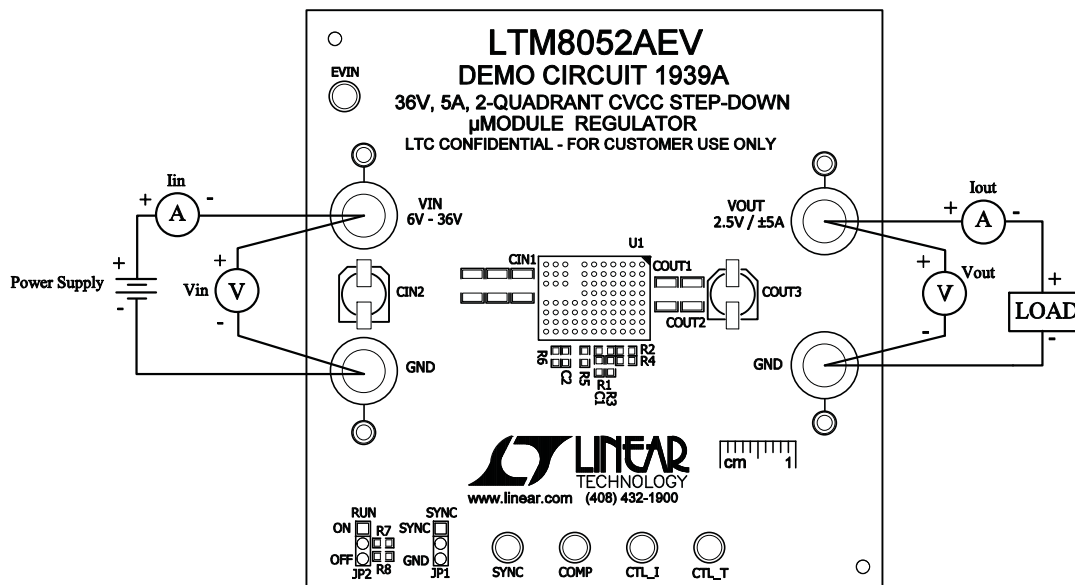 LTM8052AEV
DEMO CIRCUIT 1939A
36V, 5A, 2-QUADRANT CVCC STEP-DOWN
µMODULE REGULATOR
LTC CONFIDENTIAL - FOR CUSTOMER USE ONLY
EVIN
Iin
+ A -
VIN
6V - 36V
VOUT
2.5V / ±5A
Iout
+ A -
Power Supply
+
-
Vin
+
V
-
CIN2
CIN1
U1
COUT1
COUT2
COUT3
+
V
-
Vout
+
LOAD
-
GND
GND
R6
C2
R5
R2
R4
R1
C1
R3
LT LINEAR
TECHNOLOGY
www.linear.com (408) 432-1900
cm 1
RUN
ON
OFF
JP2
R7
R8
SYNC
SYNC
GND
JP1
SYNC
COMP
CTL_I
CTL_T